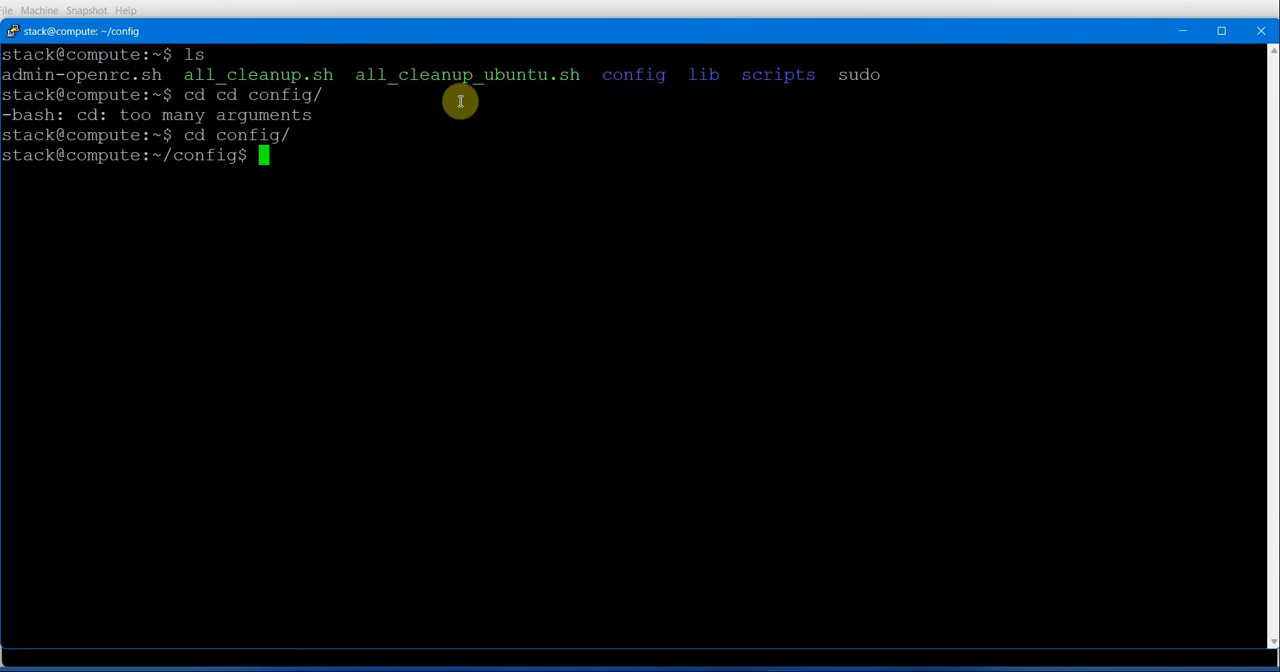 File Machine Snapshot Help
stack@compute: ~/config
stack@compute:~$ ls
admin-openrc.sh all_cleanup.sh all_cleanup_ubuntu.sh config lib scripts sudo
stack@compute:~$ cd cd config/
-bash: cd: too many arguments
stack@compute:~$ cd config/
stack@compute:~/config$